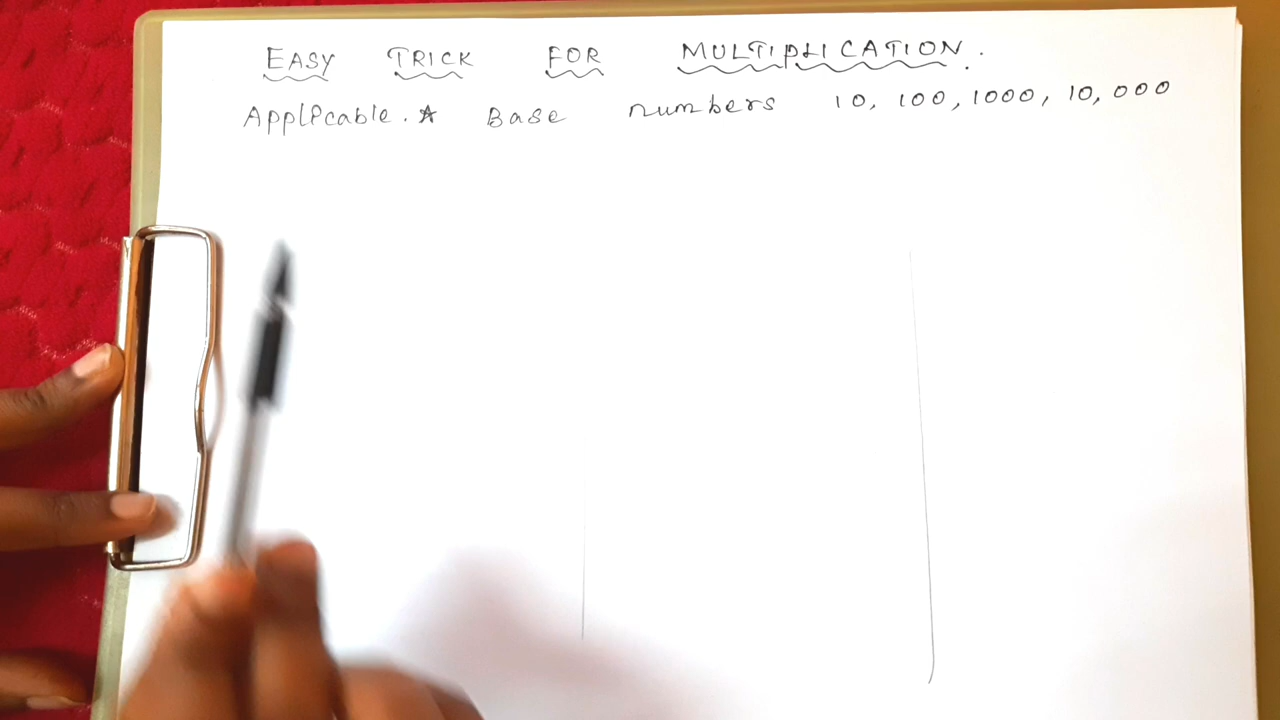 EASY TRICK FOR MULTIPLICATION.
Applicable. ☆ Base numbers 10, 100, 1000, 10,000